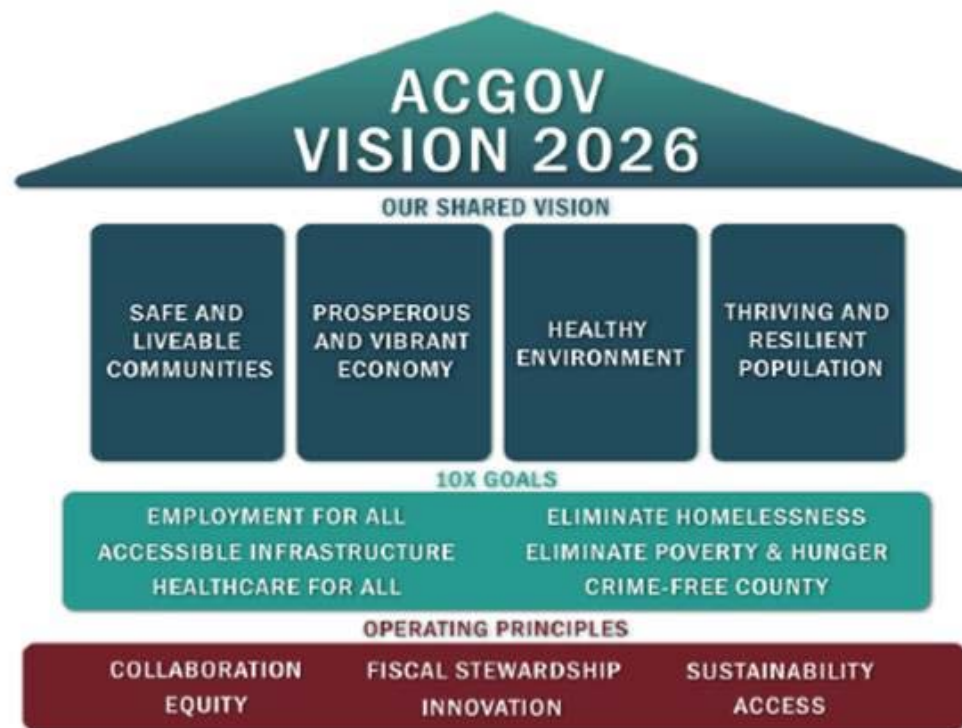 ACGOV
VISION 2026
OUR SHARED VISION
SAFE AND
LIVEABLE
COMMUNITIES
PROSPEROUS
AND VIBRANT
ECONOMY
HEALTHY
ENVIRONMENT
THRIVING AND
RESILIENT
POPULATION
10X GOALS
EMPLOYMENT FOR ALL
ACCESSIBLE INFRASTRUCTURE
HEALTHCARE FOR ALL
ELIMINATE HOMELESSNESS
ELIMINATE POVERTY & HUNGER
CRIME-FREE COUNTY
OPERATING PRINCIPLES
COLLABORATION
EQUITY
FISCAL STEWARDSHIP
INNOVATION
SUSTAINABILITY
ACCESS